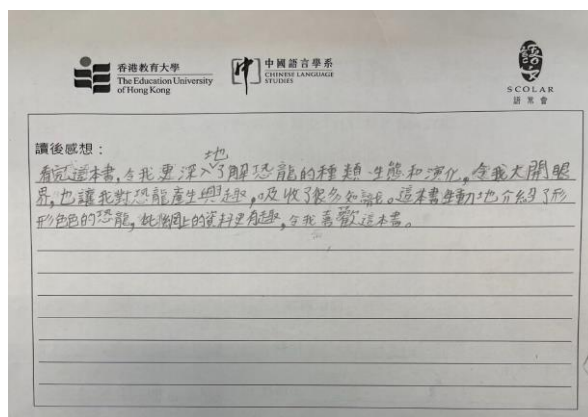 香港教育大學
The Education University
of Hong Kong
中
中國語言學系
CHINESE LANGUAGE
STUDIES
語文
SCOLAR
語常會
讀後感想：
地
看完這本書，令我更深入了解恐龍的種類、生態和演化，令我大開眼
界，也讓我對恐龍產生興趣，吸收了很多知識。這本書生動地介紹了形
形色色的恐龍，比網上的資料更有趣，令我喜歡這本書。